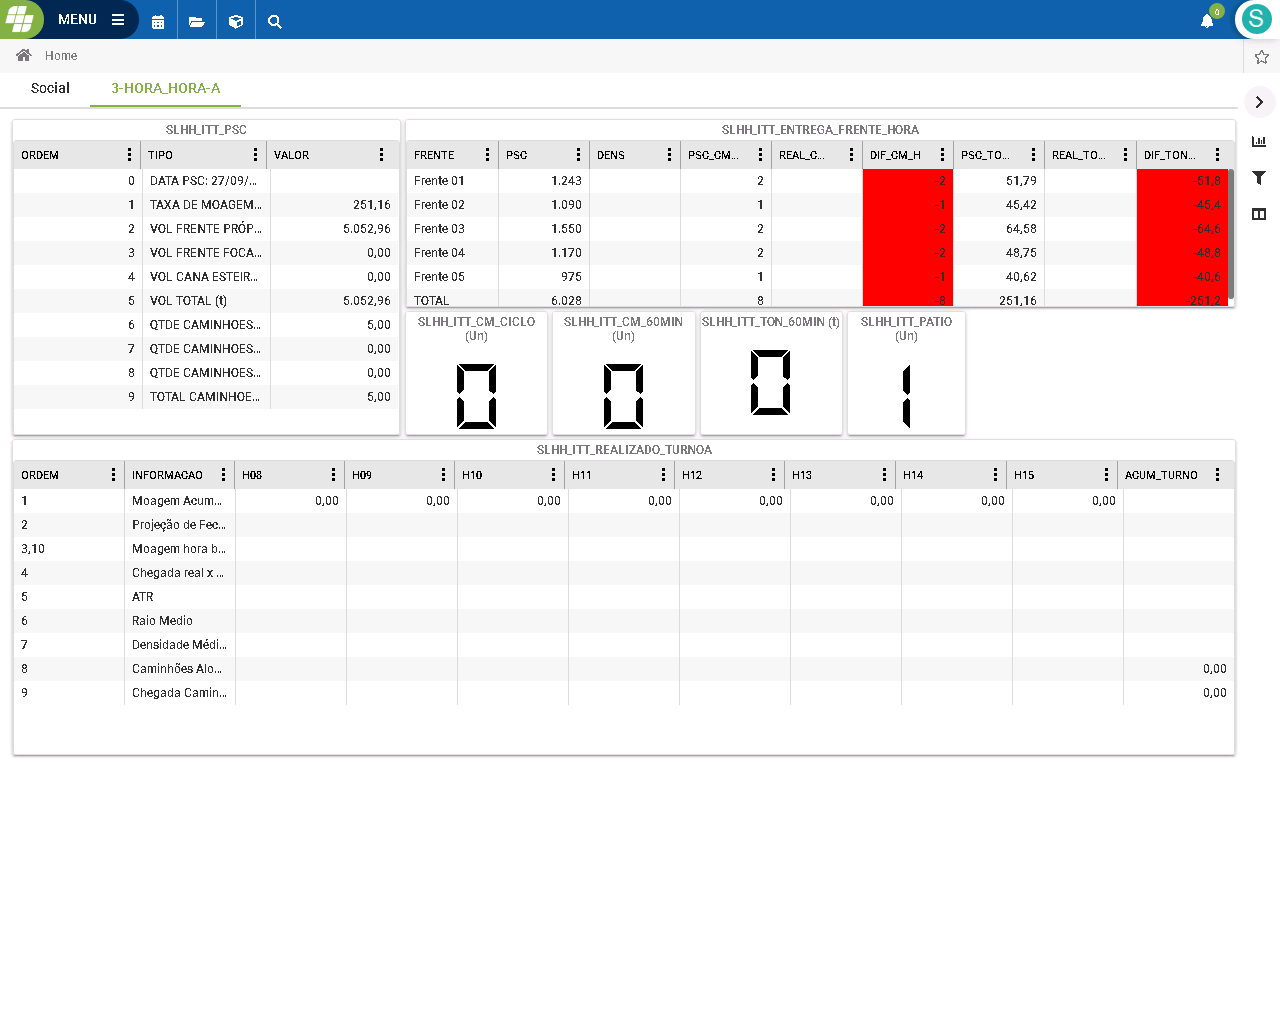 MENU
0
S
Home
Social 3-HORA_HORA-A
SLHH_ITT_PSC
ORDEM TIPO VALOR
0 DATA PSC: 27/09/...
1 TAXA DE MOAGEM... 251,16
2 VOL FRENTE PRÓP... 5.052,96
3 VOL FRENTE FOCA... 0,00
4 VOL CANA ESTEIR... 0,00
5 VOL TOTAL (t) 5.052,96
6 QTDE CAMINHOES... 5,00
7 QTDE CAMINHOES... 0,00
8 QTDE CAMINHOES... 0,00
9 TOTAL CAMINHOE... 5,00
SLHH_ITT_ENTREGA_FRENTE_HORA
FRENTE PSC DENS PSC_CM... REAL_C... DIF_CM_H PSC_TO... REAL_TO... DIF_TON...
Frente 01 1.243 2 -2 51,79 -51,8
Frente 02 1.090 1 -1 45,42 -45,4
Frente 03 1.550 2 -2 64,58 -64,6
Frente 04 1.170 2 -2 48,75 -48,8
Frente 05 975 1 -1 40,62 -40,6
TOTAL 6.028 8 -8 251,16 -251,2
SLHH_ITT_CM_CICLO
(Un)
0
SLHH_ITT_CM_60MIN
(Un)
0
SLHH_ITT_TON_60MIN (t)
0
SLHH_ITT_PATIO
(Un)
1
SLHH_ITT_REALIZADO_TURNOA
ORDEM INFORMACAO H08 H09 H10 H11 H12 H13 H14 H15 ACUM_TURNO
1 Moagem Acum... 0,00 0,00 0,00 0,00 0,00 0,00 0,00 0,00
2 Projeção de Fec...
3,10 Moagem hora b...
4 Chegada real x ...
5 ATR
6 Raio Medio
7 Densidade Médi...
8 Caminhões Alo... 0,00
9 Chegada Camin... 0,00